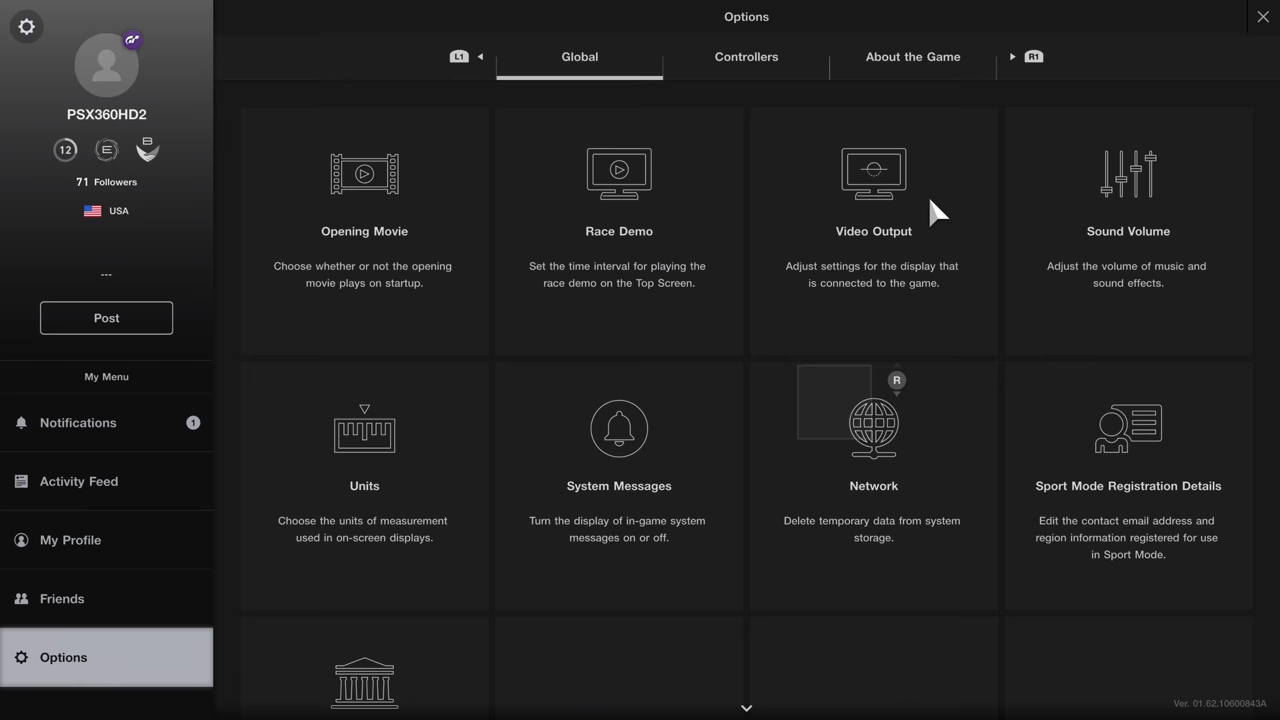 Options
L1
Global
Controllers
About the Game
R1
PSX360HD2
12
E
B
71 Followers
USA
---
Post
My Menu
Notifications
1
Activity Feed
My Profile
Friends
Options
Opening Movie
Choose whether or not the opening
movie plays on startup.
Race Demo
Set the time interval for playing the
race demo on the Top Screen.
Video Output
Adjust settings for the display that
is connected to the game.
Sound Volume
Adjust the volume of music and
sound effects.
Units
Choose the units of measurement
used in on-screen displays.
System Messages
Turn the display of in-game system
messages on or off.
R
Network
Delete temporary data from system
storage.
Sport Mode Registration Details
Edit the contact email address and
region information registered for use
in Sport Mode.
Ver. 01.62.10600843A